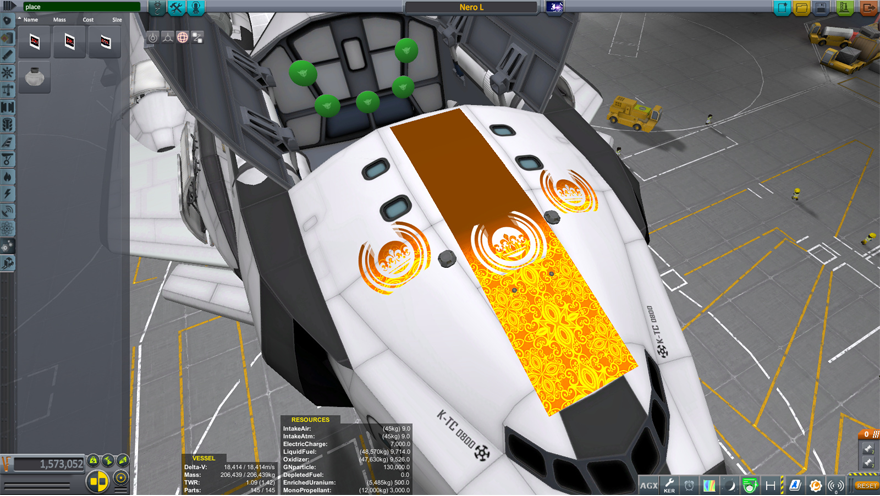 place
Nero L
Name Mass Cost Size
K-TC 0800
K-TC 0800
1,573,052
VESSEL
Delta-V: 18,414 / 18,414m/s
Mass: 206,439 / 206,439kg
TWR: 1.09 (1.42)
Parts: 145 / 145
RESOURCES
IntakeAir: (45kg) 9.0
IntakeAtm: (45kg) 9.0
ElectricCharge: 7,000.0
LiquidFuel: (48,570kg) 9,714.0
Oxidizer: (47,630kg) 9,526.0
GNparticle: 130,000.0
DepletedFuel: 0.0
EnrichedUranium: (5,485kg) 500.0
MonoPropellant: (12,000kg) 3,000.0
0
AGX
KER
RESET